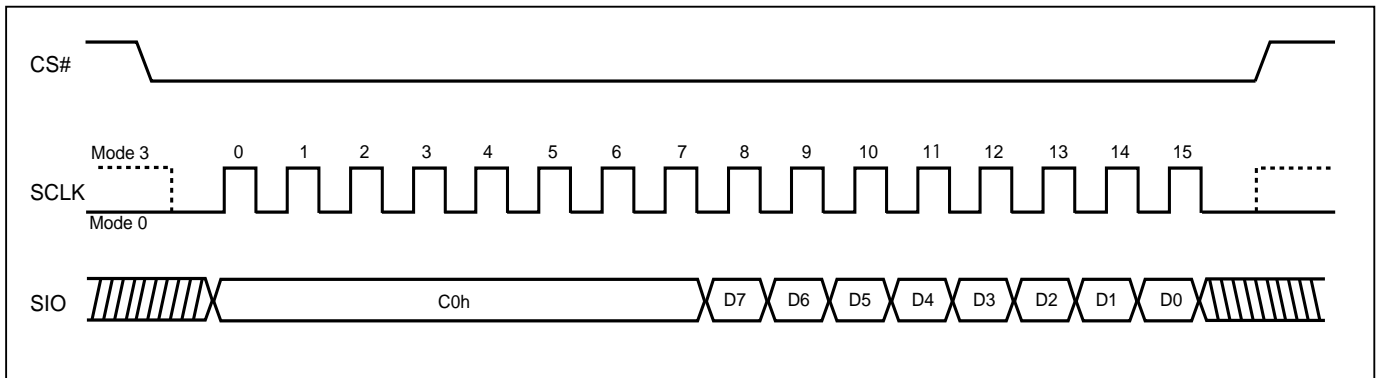 CS#
Mode 3
0 1 2 3 4 5 6 7 8 9 10 11 12 13 14 15
SCLK
Mode 0
SIO
C0h D7 D6 D5 D4 D3 D2 D1 D0